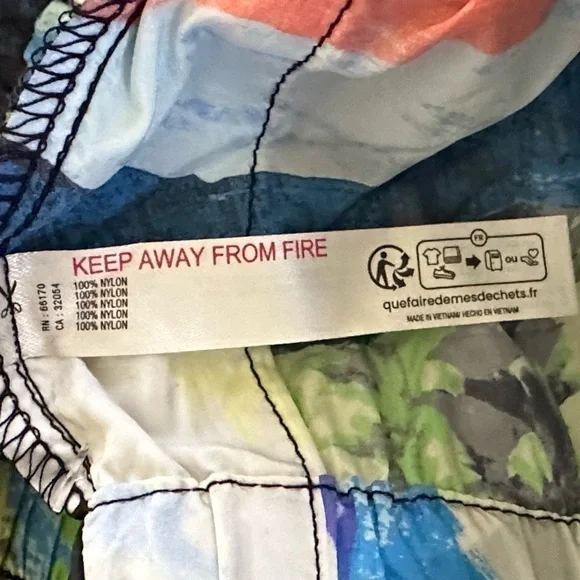 KEEP AWAY FROM FIRE
RN : 66170
CA : 32054
100% NYLON
100% NYLON
100% NYLON
100% NYLON
100% NYLON
FR
OU
quefairedemesdechets.fr
MADE IN VIETNAM/ HECHO EN VIETNAM